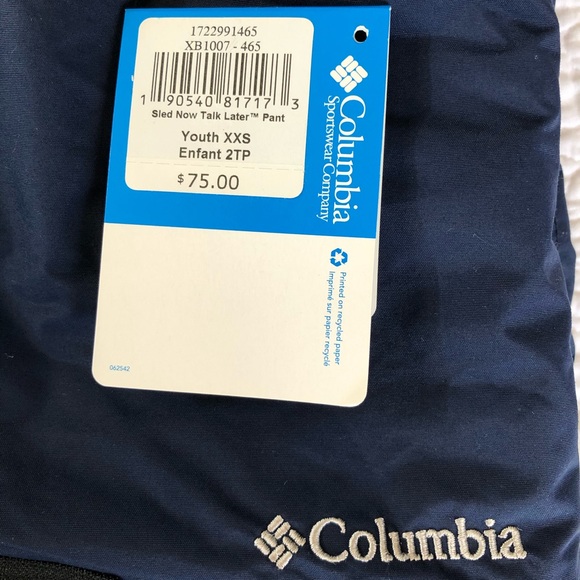 1722991465
XB1007 - 465
1 90540 81717 3
Sled Now Talk Later™ Pant
Youth XXS
Enfant 2TP
$75.00
Columbia
Sportswear Company
Printed on recycled paper
Imprimé sur papier recyclé
062542
Columbia